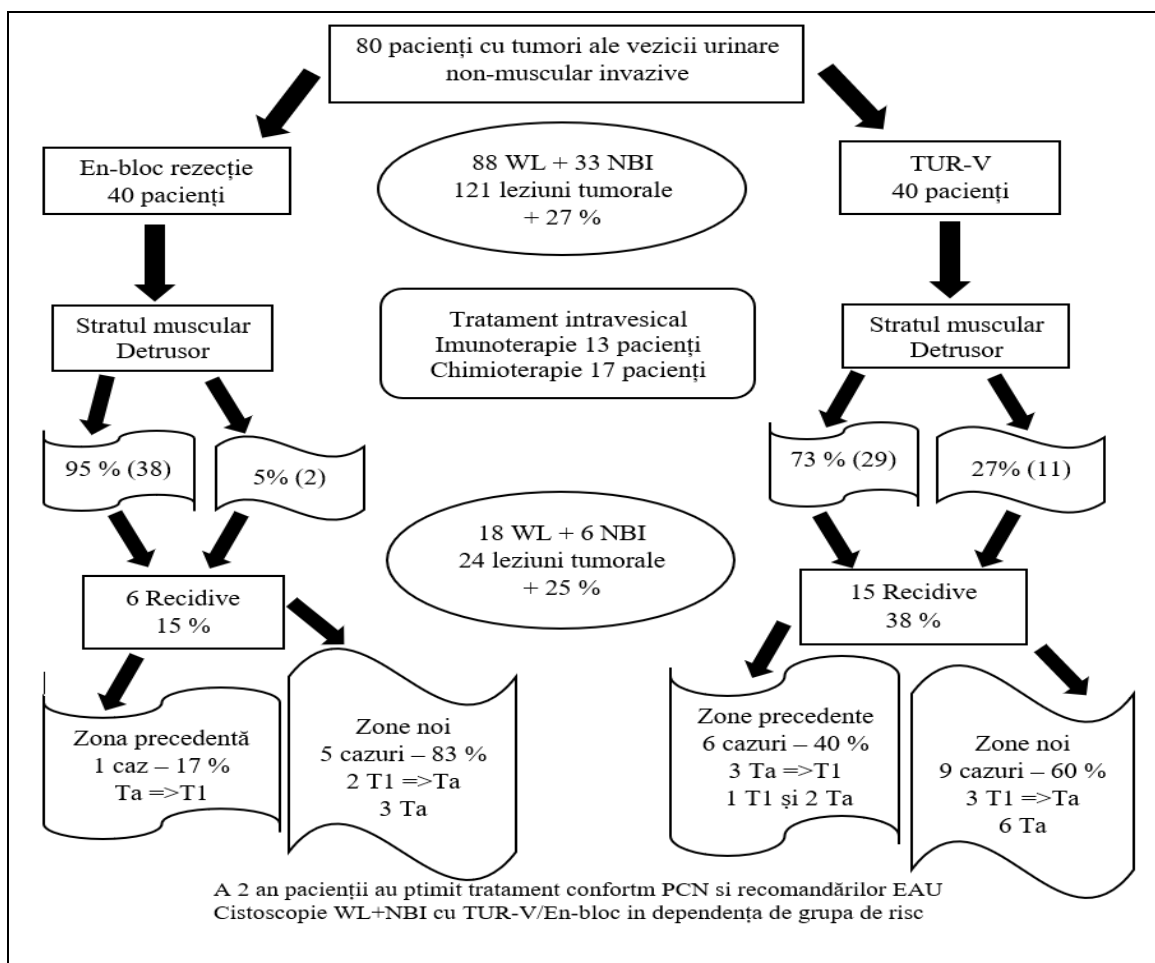 80 pacienți cu tumori ale vezicii urinare
non-muscular invazive
En-bloc rezecție
40 pacienți
88 WL + 33 NBI
121 leziuni tumorale
+ 27 %
TUR-V
40 pacienți
Stratul muscular
Detrusor
Tratament intravesical
Imunoterapie 13 pacienți
Chimioterapie 17 pacienți
Stratul muscular
Detrusor
95 % (38)
5% (2)
73 % (29)
27% (11)
18 WL + 6 NBI
24 leziuni tumorale
+ 25 %
6 Recidive
15 %
15 Recidive
38 %
Zona precedentă
1 caz – 17 %
Ta =>T1
Zone noi
5 cazuri – 83 %
2 T1 =>Ta
3 Ta
Zone precedente
6 cazuri – 40 %
3 Ta =>T1
1 T1 și 2 Ta
Zone noi
9 cazuri – 60 %
3 T1 =>Ta
6 Ta
A 2 an pacienții au ptimit tratament confortm PCN si recomandărilor EAU
Cistoscopie WL+NBI cu TUR-V/En-bloc in dependența de grupa de risc